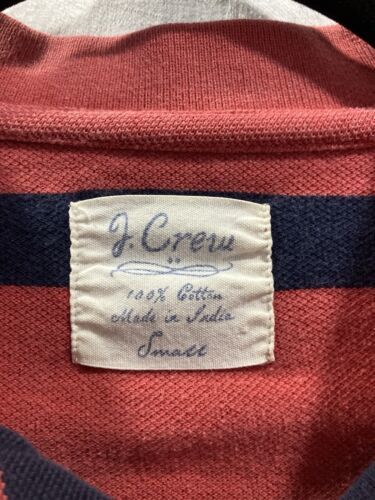 J. Crew
100% Cotton
Made in India
Small